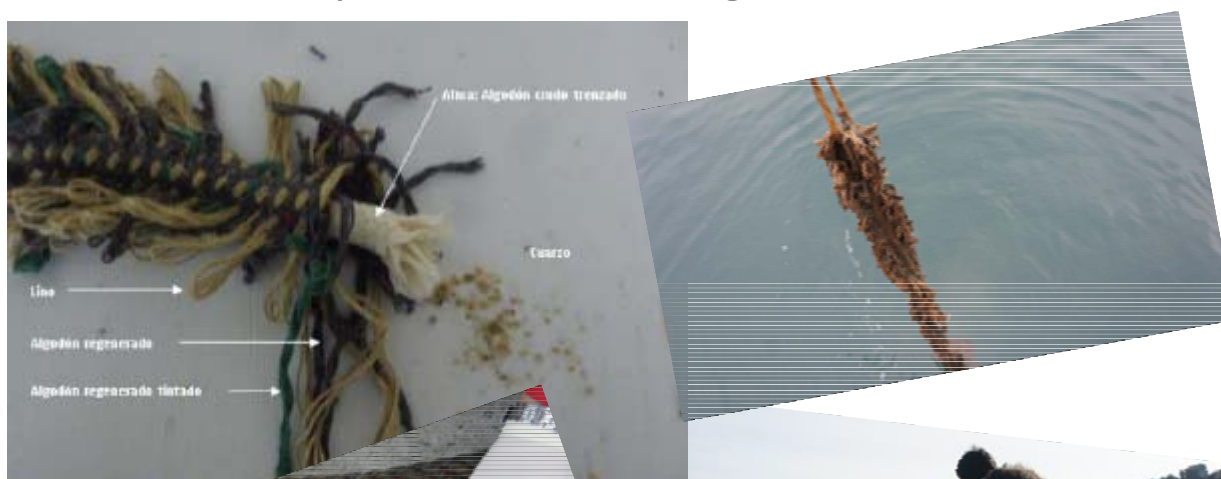 Alma: Algodón crudo trenzado
Cuarzo
Lino
Algodón regenerado
Algodón regenerado tintado